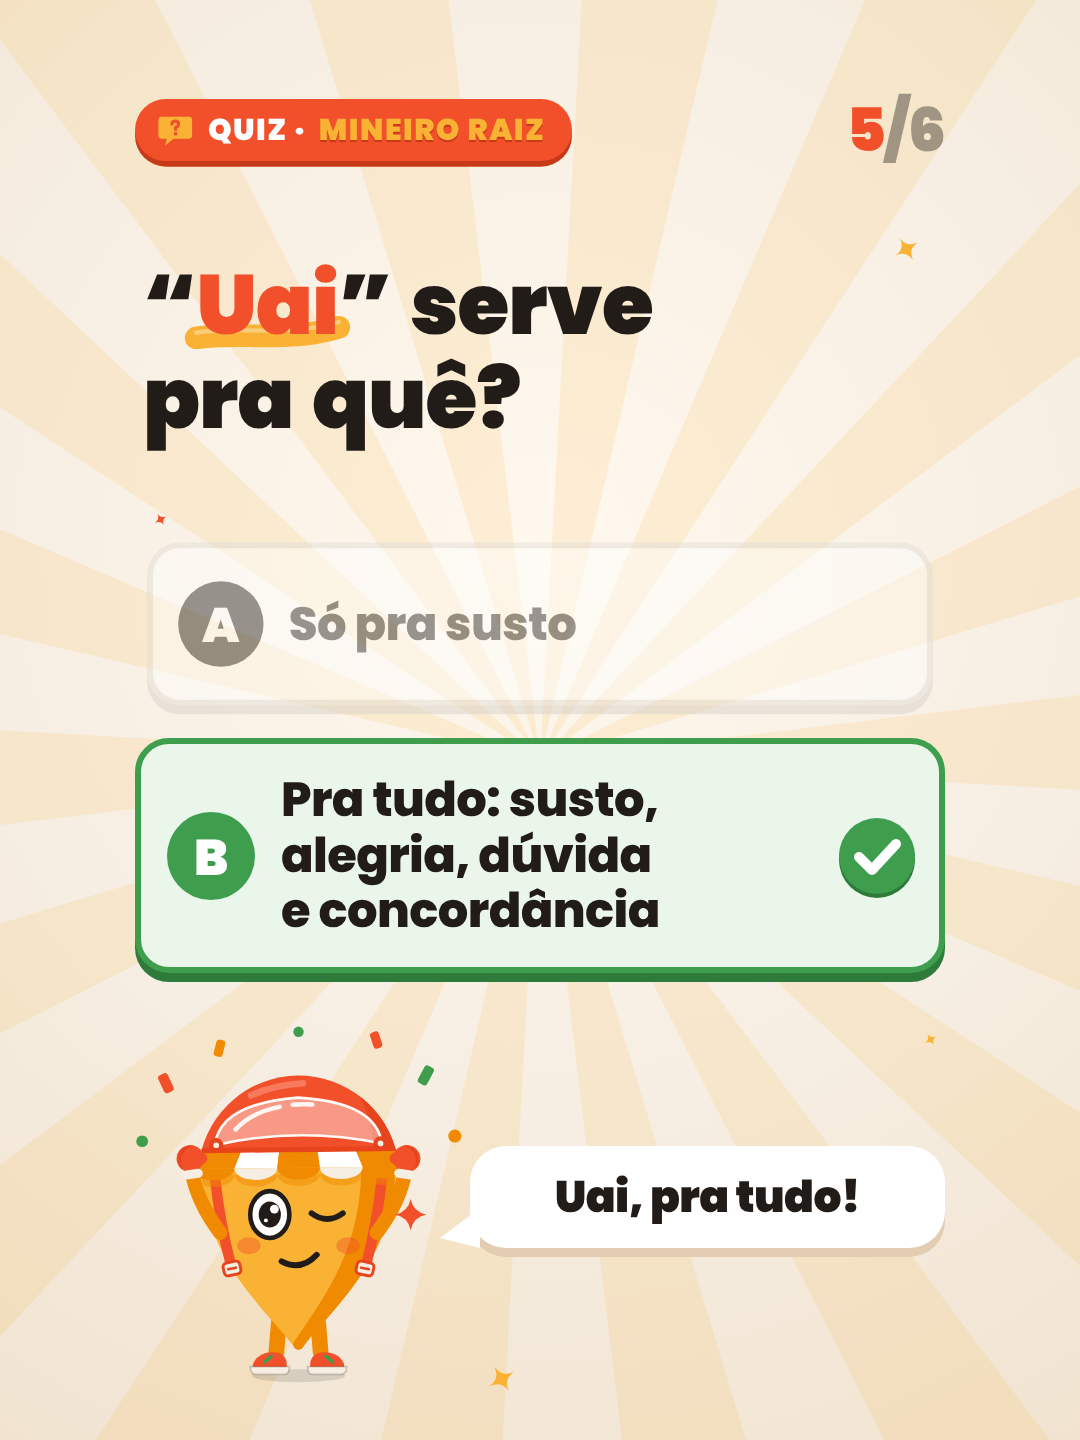 QUIZ · MINEIRO RAIZ
5/6
“Uai” serve
pra quê?
A Só pra susto
B Pra tudo: susto,
alegria, dúvida
e concordância
Uai, pra tudo!